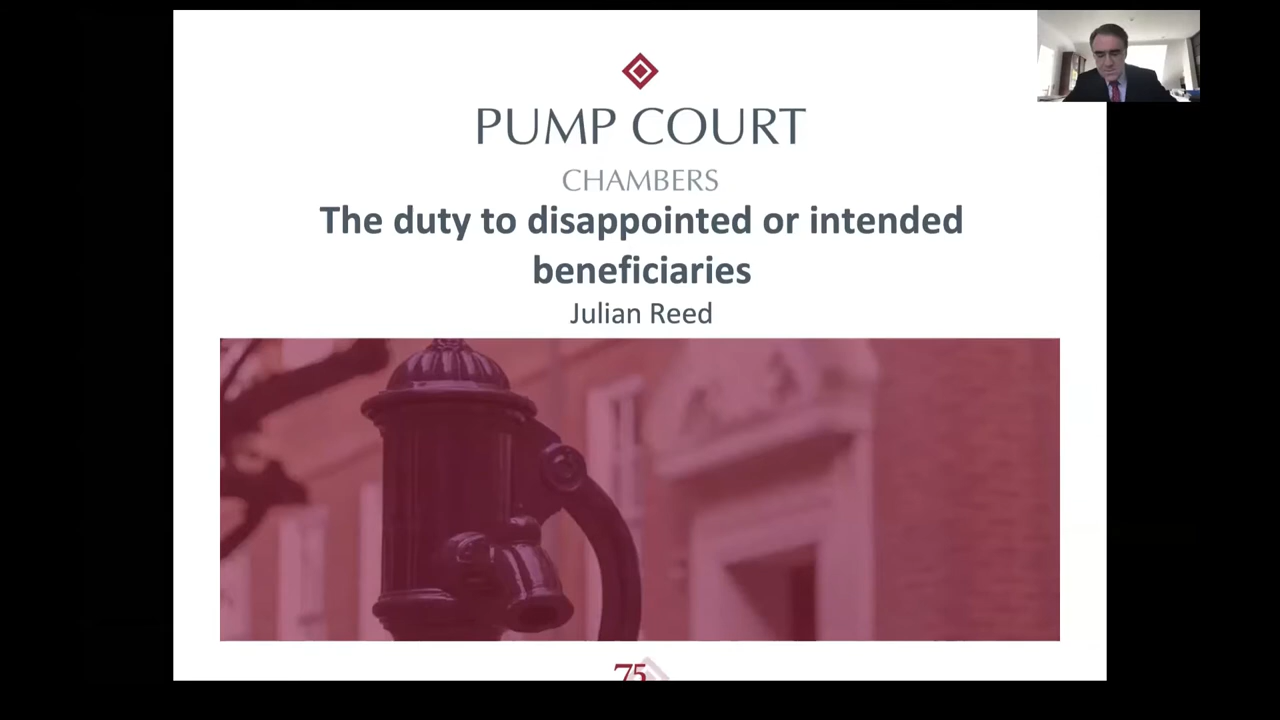 PUMP COURT
CHAMBERS
The duty to disappointed or intended
beneficiaries
Julian Reed
75